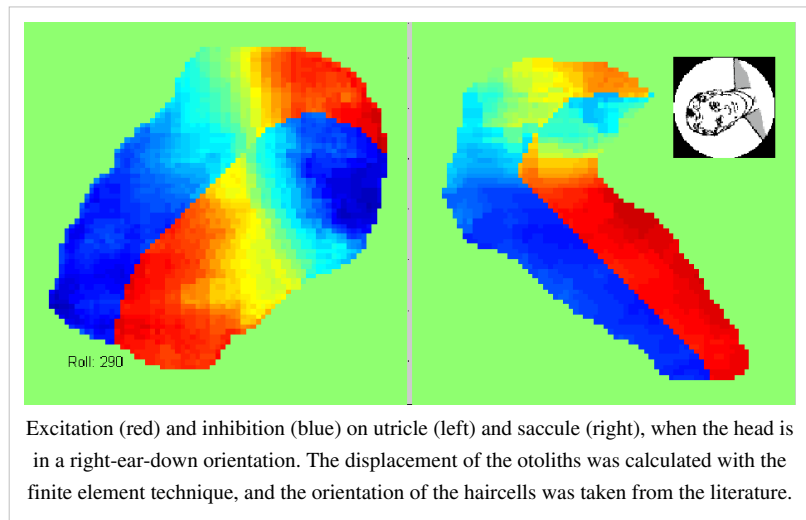 Roll: 290
Excitation (red) and inhibition (blue) on utricle (left) and saccule (right), when the head is
in a right-ear-down orientation. The displacement of the otoliths was calculated with the
finite element technique, and the orientation of the haircells was taken from the literature.